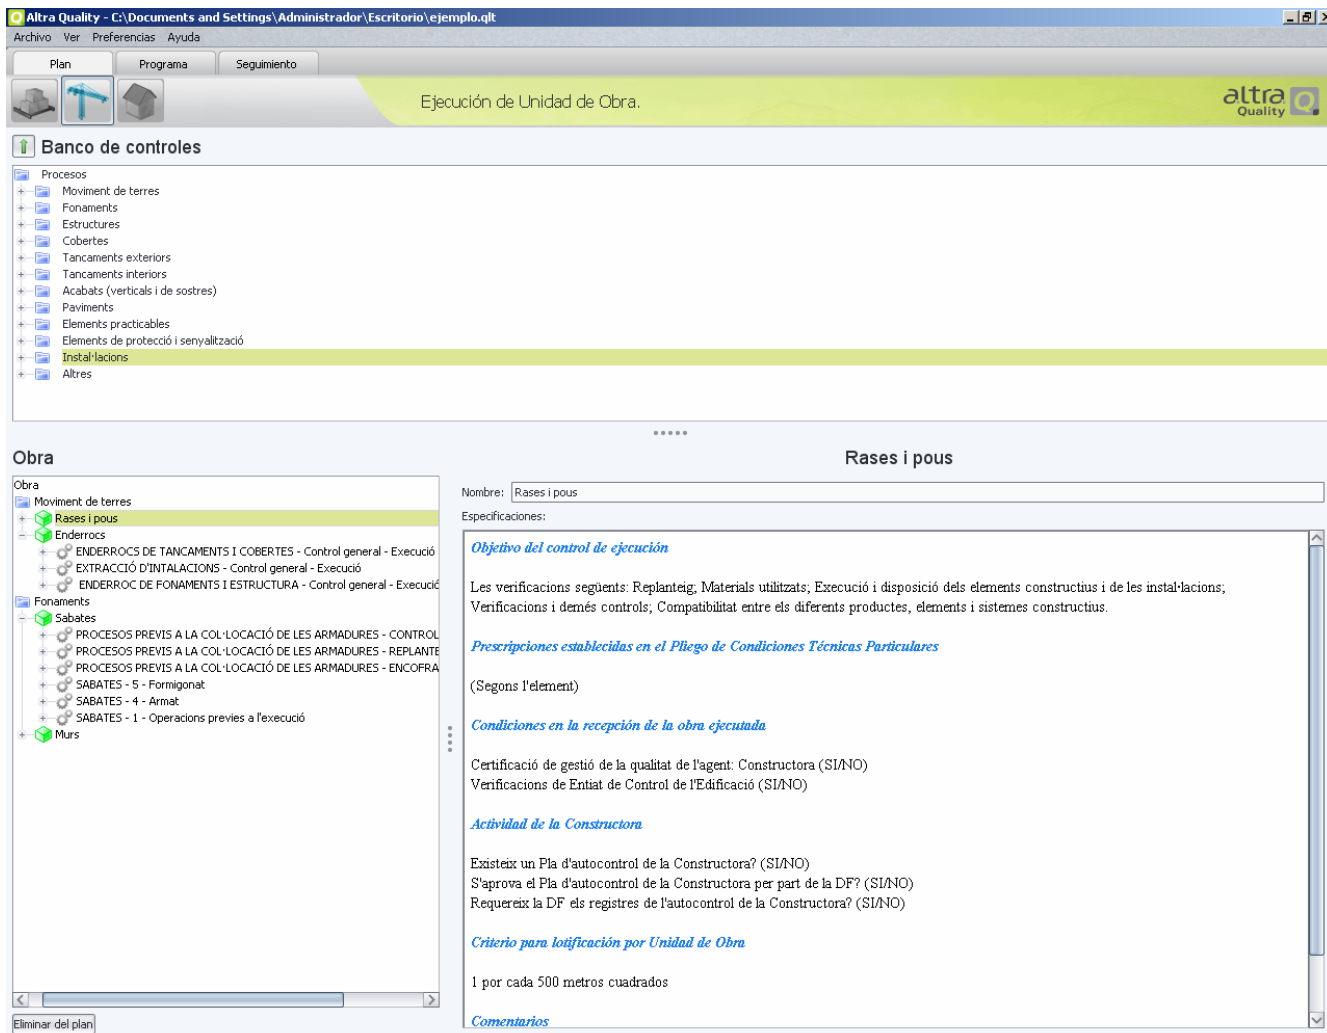 Altra Quality - C:\Documents and Settings\Administrador\Escritorio\ejemplo.qlt
Archivo Ver Preferencias Ayuda
Plan Programa Seguimiento
Ejecución de Unidad de Obra.
altra Quality Q
Banco de controles
Procesos
Moviment de terres
Fonaments
Estructures
Cobertes
Tancaments exteriors
Tancaments interiors
Acabats (verticals i de sostres)
Paviments
Elements practicables
Elements de protecció i senyalització
Instal·lacions
Altres
Obra
Obra
Moviment de terres
Rases i pous
Enderrocs
ENDERROCS DE TANCAMENTS I COBERTES - Control general - Execució
EXTRACCIÓ D'INTALACIONS - Control general - Execució
ENDERROC DE FONAMENTS I ESTRUCTURA - Control general - Execuci
Fonaments
Sabates
PROCESOS PREVIS A LA COL·LOCACIÓ DE LES ARMADURES - CONTROL
PROCESOS PREVIS A LA COL·LOCACIÓ DE LES ARMADURES - REPLANTE
PROCESOS PREVIS A LA COL·LOCACIÓ DE LES ARMADURES - ENCOFRA
SABATES - 5 - Formigonat
SABATES - 4 - Armat
SABATES - 1 - Operacions previes a l'execució
Murs
Eliminar del plan
Rases i pous
Nombre: Rases i pous
Especificaciones:
Objetivo del control de ejecución
Les verificacions següents: Replanteig; Materials utilitzats; Execució i disposició dels elements constructius i de les instal·lacions;
Verificacions i demés controls; Compatibilitat entre els diferents productes, elements i sistemes constructius.
Prescripciones establecidas en el Pliego de Condiciones Técnicas Particulares
(Segons l'element)
Condiciones en la recepción de la obra ejecutada
Certificació de gestió de la qualitat de l'agent: Constructora (SI/NO)
Verificacions de Entiat de Control de l'Edificació (SI/NO)
Actividad de la Constructora
Existeix un Pla d'autocontrol de la Constructora? (SI/NO)
S'aprova el Pla d'autocontrol de la Constructora per part de la DF? (SI/NO)
Requereix la DF els registres de l'autocontrol de la Constructora? (SI/NO)
Criterio para lotificación por Unidad de Obra
1 por cada 500 metros cuadrados
Comentarios